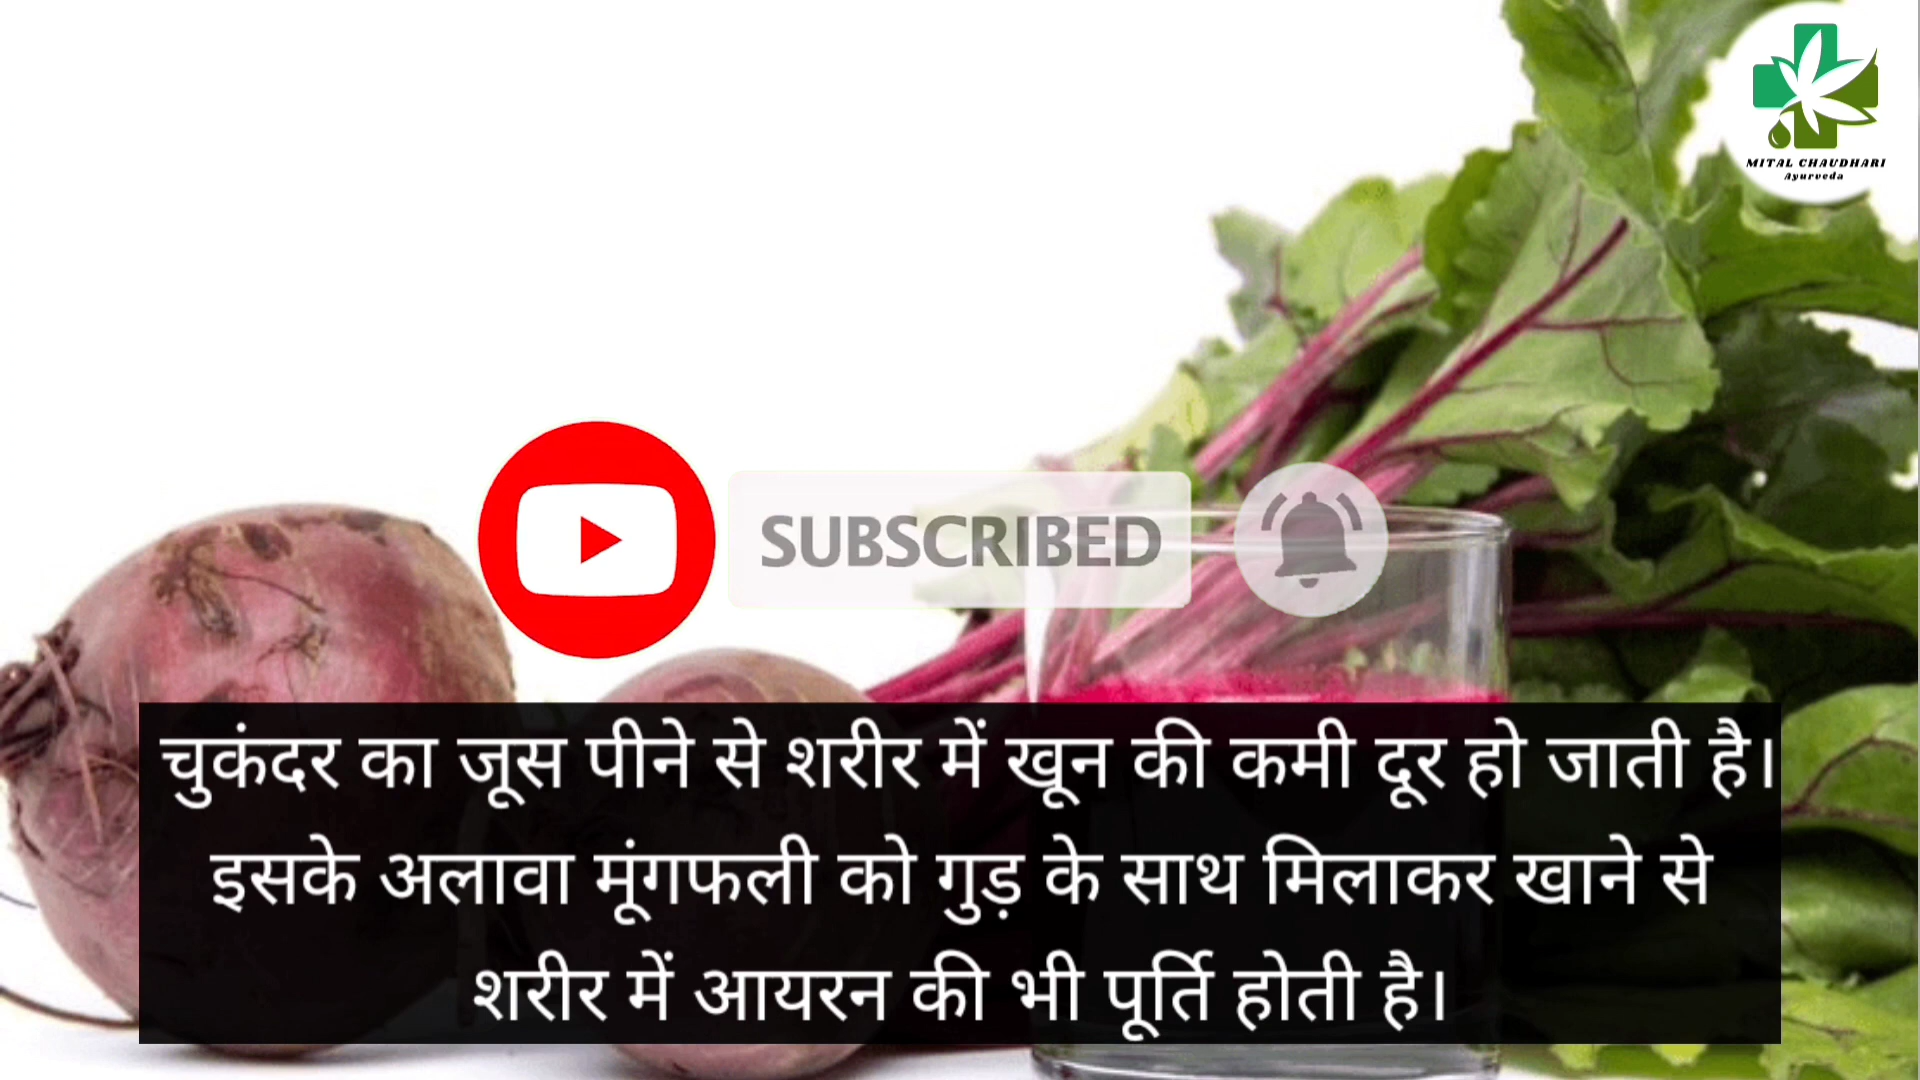 MITAL CHAUDHARI
Ayurveda
SUBSCRIBED
चुकंदर का जूस पीने से शरीर में खून की कमी दूर हो जाती है।
इसके अलावा मूंगफली को गुड़ के साथ मिलाकर खाने से
शरीर में आयरन की भी पूर्ति होती है।